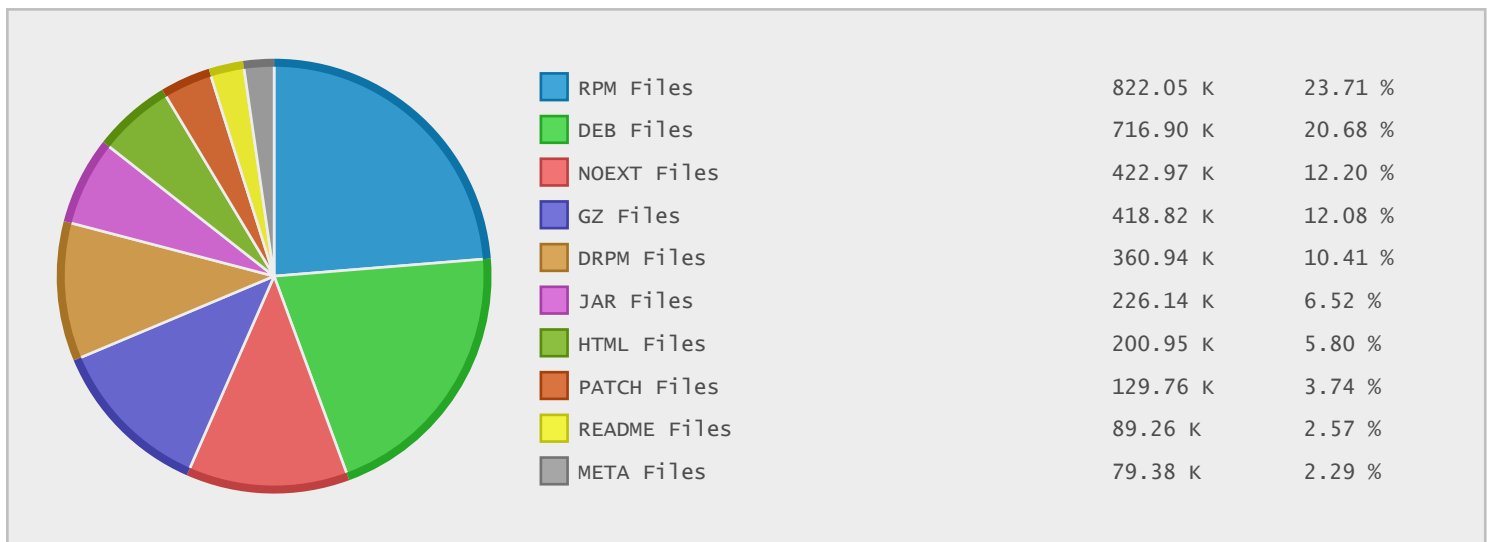 RPM Files 822.05 K 23.71 %
DEB Files 716.90 K 20.68 %
NOEXT Files 422.97 K 12.20 %
GZ Files 418.82 K 12.08 %
DRPM Files 360.94 K 10.41 %
JAR Files 226.14 K 6.52 %
HTML Files 200.95 K 5.80 %
PATCH Files 129.76 K 3.74 %
README Files 89.26 K 2.57 %
META Files 79.38 K 2.29 %